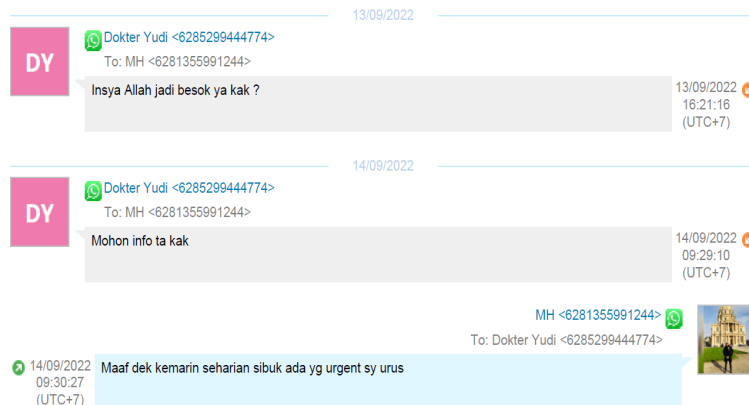 13/09/2022
DY
Dokter Yudi <6285299444774>
To: MH <6281355991244>
Insya Allah jadi besok ya kak ?
13/09/2022
16:21:16
(UTC+7)
14/09/2022
DY
Dokter Yudi <6285299444774>
To: MH <6281355991244>
Mohon info ta kak
14/09/2022
09:29:10
(UTC+7)
MH <6281355991244>
To: Dokter Yudi <6285299444774>
14/09/2022
09:30:27
(UTC+7)
Maaf dek kemarin seharian sibuk ada yg urgent sy urus